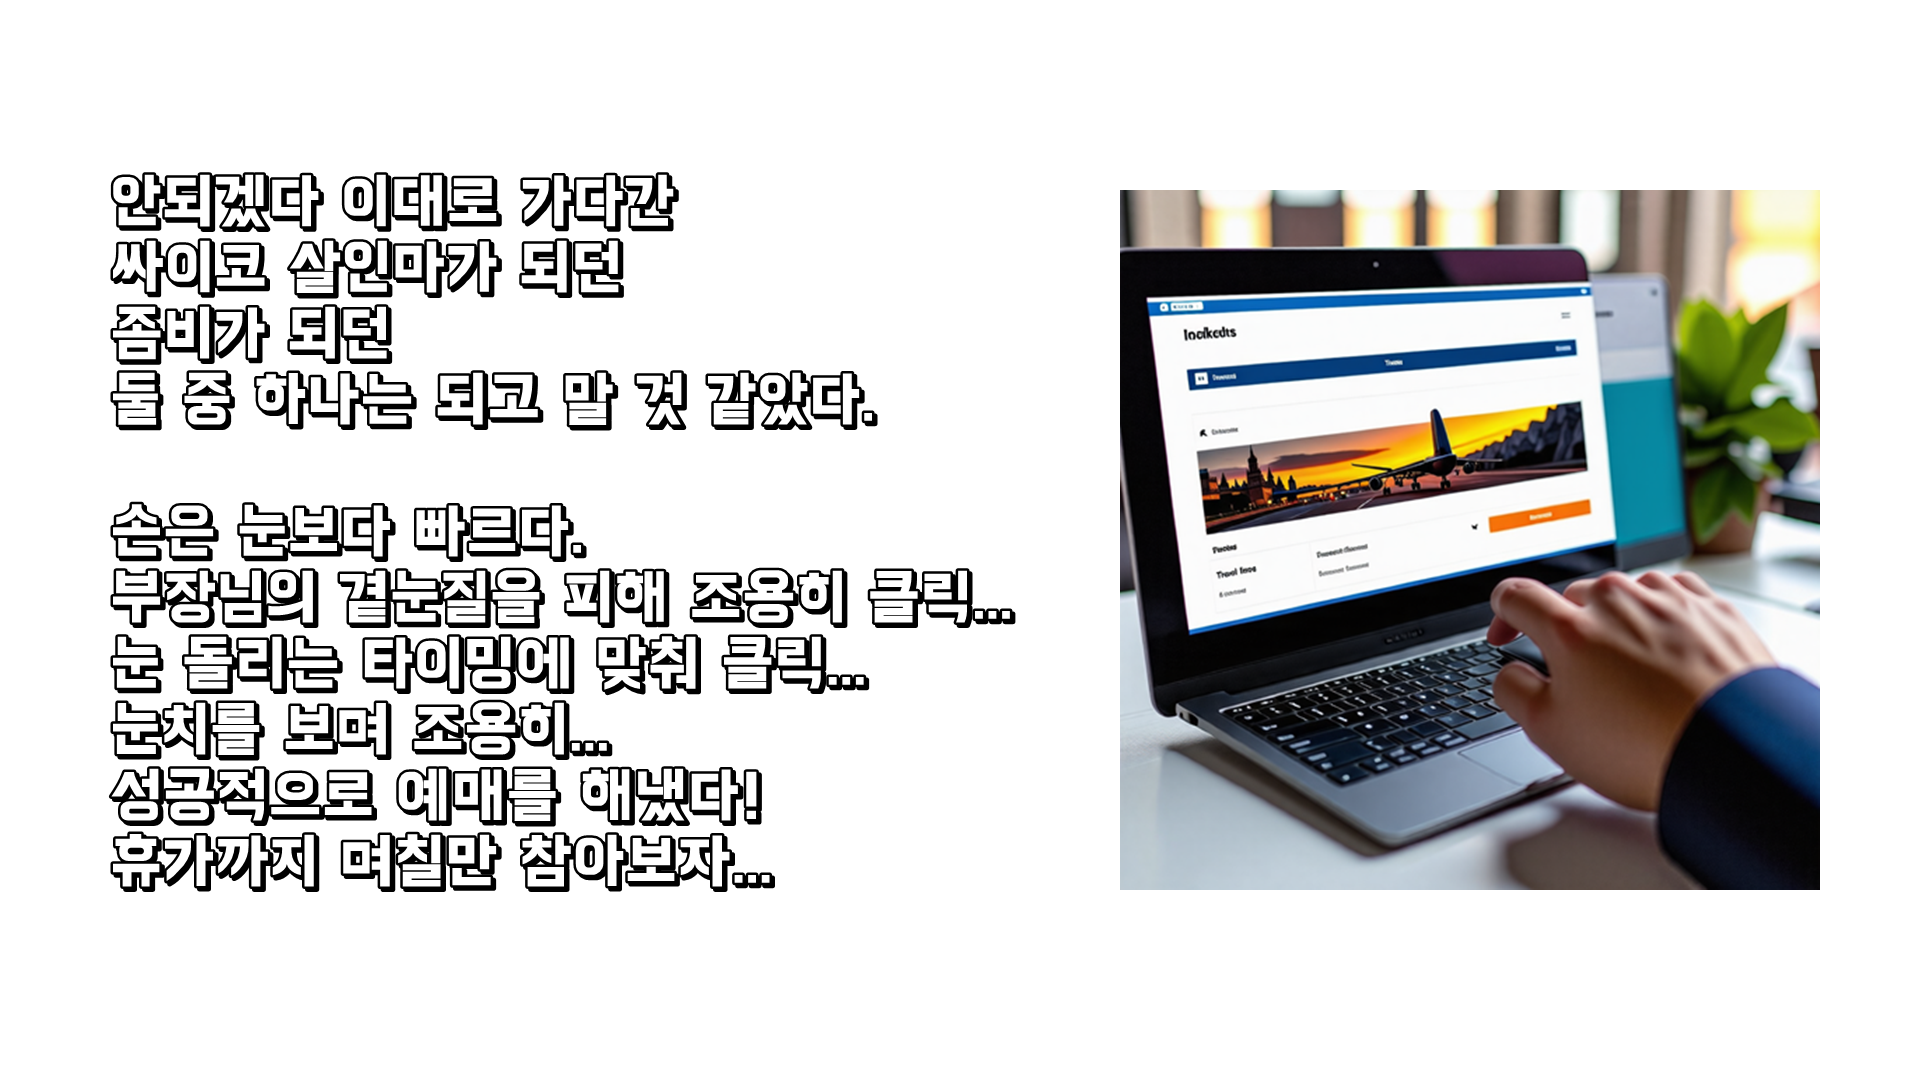 안되겠다 이대로 가다간
싸이코 살인마가 되던
좀비가 되던
둘 중 하나는 되고 말 것 같았다.
손은 눈보다 빠르다.
부장님의 곁눈질을 피해 조용히 클릭...
눈 돌리는 타이밍에 맞춰 클릭...
눈치를 보며 조용히...
성공적으로 예매를 해냈다!
휴가까지 며칠만 참아보자...